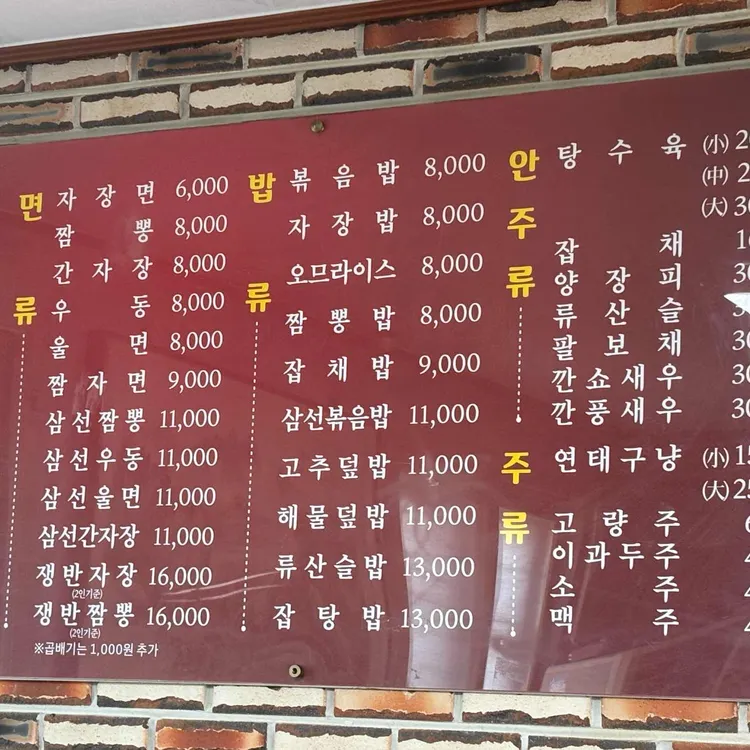 면류
자장면 6,000
짬뽕 8,000
간자장 8,000
우동 8,000
울면 8,000
짬자면 9,000
삼선짬뽕 11,000
삼선우동 11,000
삼선울면 11,000
삼선간자장 11,000
쟁반자장 16,000
(2인기준)
쟁반짬뽕 16,000
(2인기준)
※곱배기는 1,000원 추가
밥류
볶음밥 8,000
자장밥 8,000
오므라이스 8,000
짬뽕밥 8,000
잡채밥 9,000
삼선볶음밥 11,000
고추덮밥 11,000
해물덮밥 11,000
류산슬밥 13,000
잡탕밥 13,000
안주류
탕수육 (小)
(中)
(大)
잡채
양장피
류산슬
팔보채
깐쇼새우
깐풍새우
연태구냥 (小)
(大)
주류
고량주
이과두주
소주
맥주